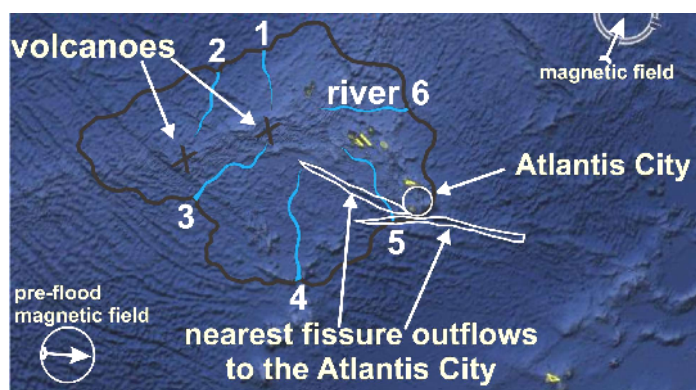 volcanoes
1
2
river 6
magnetic field
Atlantis City
3
5
4
pre-flood
magnetic field
nearest fissure outflows
to the Atlantis City